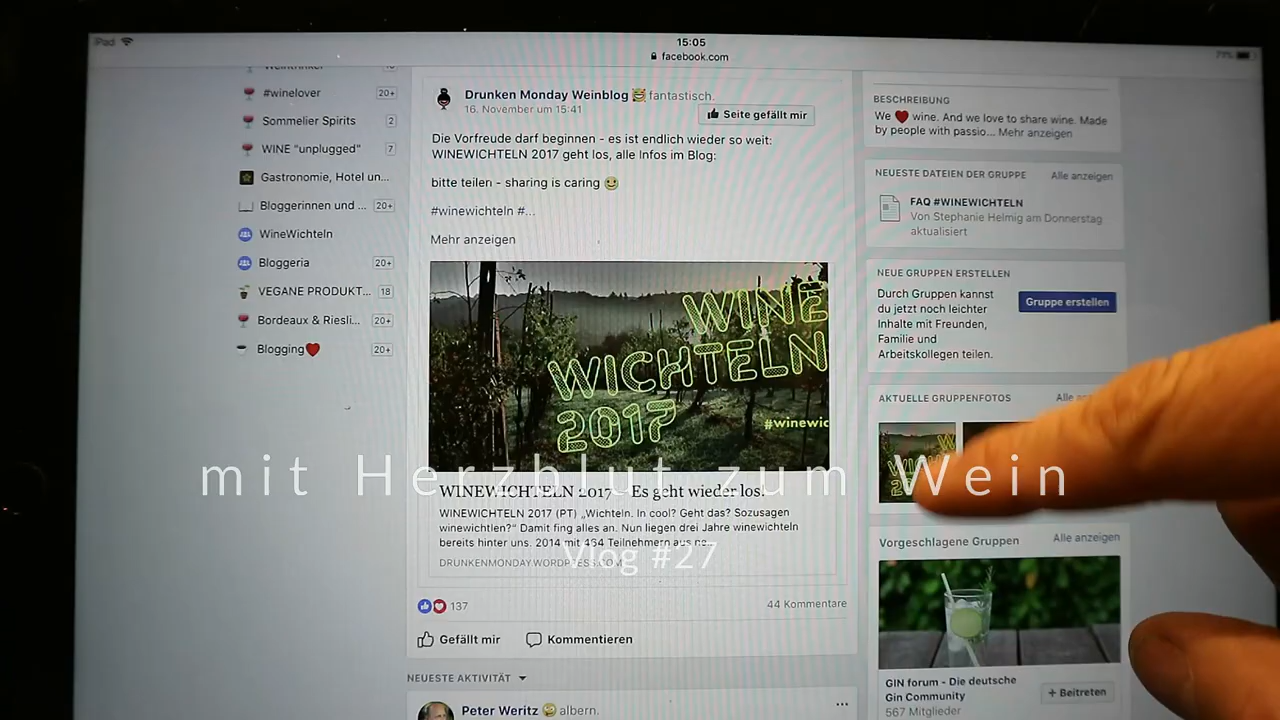 iPad
15:05
facebook.com
71%
#winelover 20+
Sommelier Spirits 2
WINE "unplugged" 7
Gastronomie, Hotel un...
Bloggerinnen und ... 20+
WineWichteln
Bloggeria 20+
VEGANE PRODUKT... 18
Bordeaux & Riesli... 20+
Blogging 20+
Drunken Monday Weinblog fantastisch.
16. November um 15:41
Seite gefällt mir
Die Vorfreude darf beginnen - es ist endlich wieder so weit:
WINEWICHTELN 2017 geht los, alle Infos im Blog:
bitte teilen - sharing is caring
#winewichteln #...
Mehr anzeigen
WINE
WICHTELN
2017
#winewic
WINEWICHTELN 2017 – Es geht wieder los!
WINEWICHTELN 2017 (PT) „Wichteln. In cool? Geht das? Sozusagen
winewichtlen?" Damit fing alles an. Nun liegen drei Jahre winewichteln
bereits hinter uns. 2014 mit 464 Teilnehmern aus ne...
DRUNKENMONDAY.WORDPRESS.COM
137
44 Kommentare
Gefällt mir
Kommentieren
NEUESTE AKTIVITÄT
Peter Weritz albern.
BESCHREIBUNG
We wine. And we love to share wine. Made
by people with passio... Mehr anzeigen
NEUESTE DATEIEN DER GRUPPE Alle anzeigen
FAQ #WINEWICHTELN
Von Stephanie Helmig am Donnerstag
aktualisiert
NEUE GRUPPEN ERSTELLEN
Durch Gruppen kannst
du jetzt noch leichter
Inhalte mit Freunden,
Familie und
Arbeitskollegen teilen.
Gruppe erstellen
AKTUELLE GRUPPENFOTOS
Vorgeschlagene Gruppen Alle anzeigen
GIN forum - Die deutsche
Gin Community
567 Mitglieder
+ Beitreten
mit Herzblut zum Wein
Vlog #27